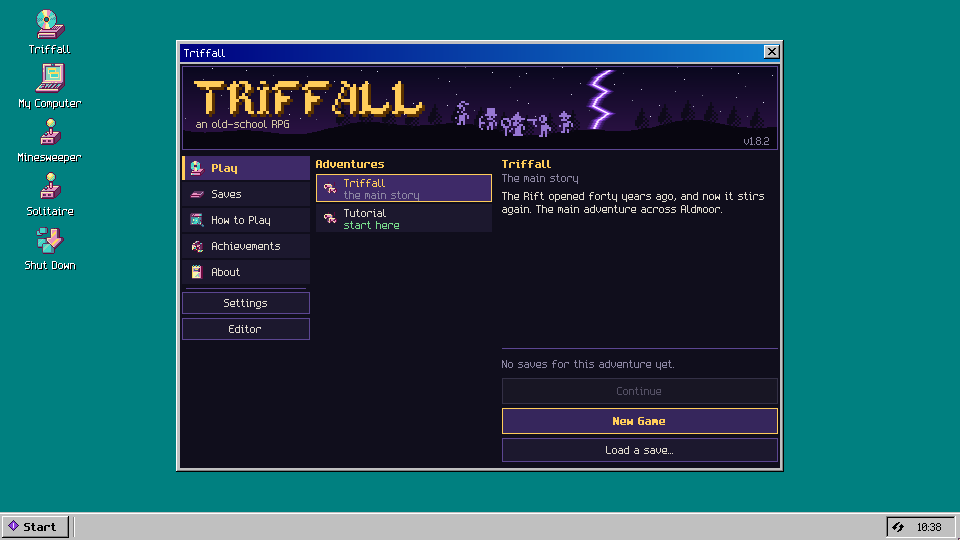 Triffall
My Computer
Minesweeper
Solitaire
Shut Down
Triffall
TRIFFALL
an old-school RPG
v1.8.2
Play
Saves
How to Play
Achievements
About
Settings
Editor
Adventures
Triffall
the main story
Tutorial
start here
Triffall
The main story
The Rift opened forty years ago, and now it stirs
again. The main adventure across Aldmoor.
No saves for this adventure yet.
Continue
New Game
Load a save...
Start
10:38